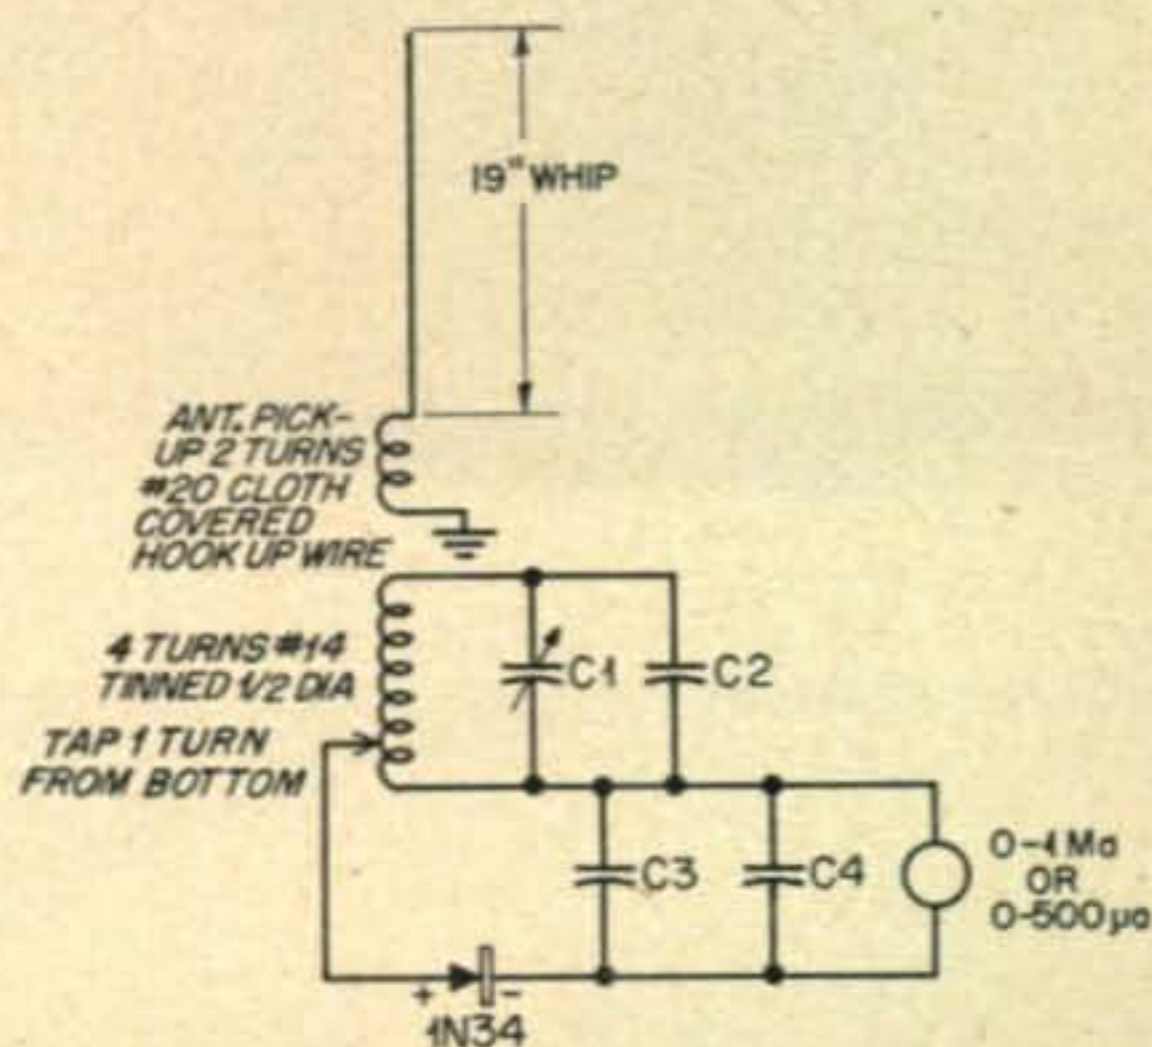 19" WHIP
ANT. PICK-
UP 2 TURNS
#20 CLOTH
COVERED
HOOK UP WIRE
4 TURNS #14
TINNED 1/2 DIA
C1
C2
TAP 1 TURN
FROM BOTTOM
C3
C4
0-1 Ma
OR
0-500 μa
+
-
1N34